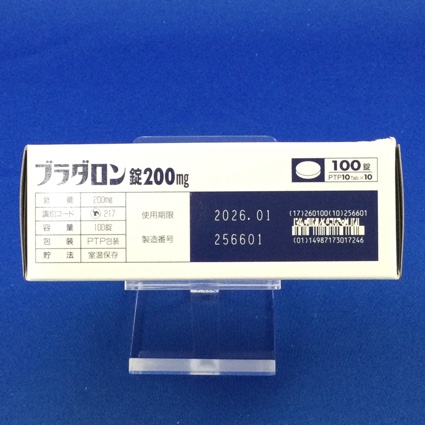 ブラダロン錠200mg
100錠
PTP10Tab.×10
含量 200mg
識別コード 217
容量 100錠
包装 PTP包装
貯法 室温保存
使用期限 2026.01
製造番号 256601
(17)260100(10)256601
(01)14987173017246